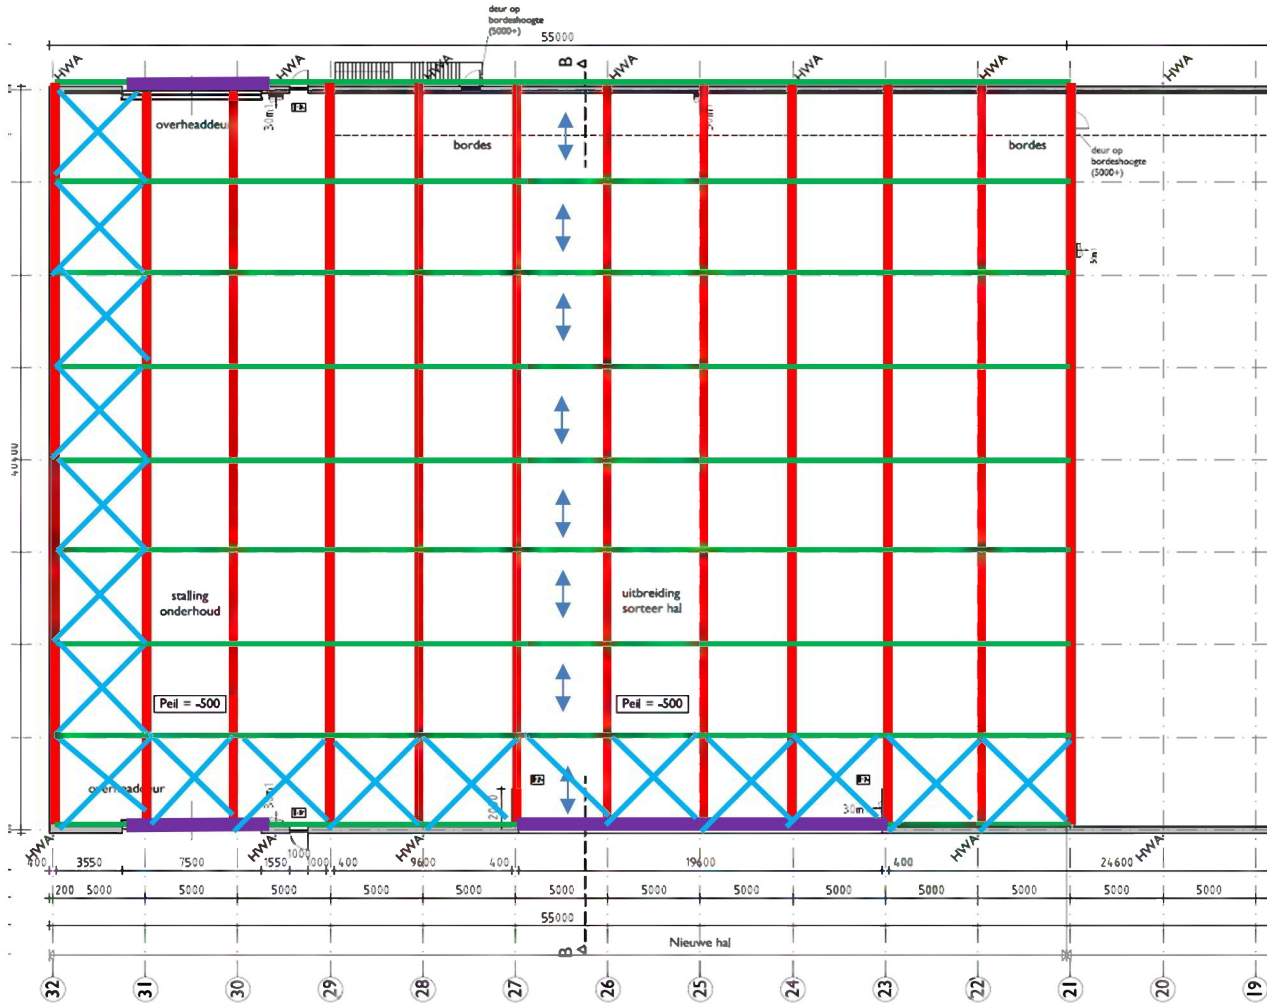 deur op
bordeshoogte
(5000+)
55000
B
HWA
HWA
HWA
HWA
HWA
HWA
HWA
overheaddeur
30m1
bordes
bordes
deur op
bordeshoogte
(5000+)
stalling
onderhoud
uitbreiding
sorteer hal
Peil = -500
Peil = -500
overheaddeur
30m
HWA
HWA
HWA
HWA
HWA
400
3550
7500
1550
1000
400
9600
400
19600
400
24600
200
5000
5000
5000
5000
5000
5000
5000
5000
5000
5000
5000
5000
5000
55000
B
Nieuwe hal
32
31
30
29
28
27
26
25
24
23
22
21
20
19